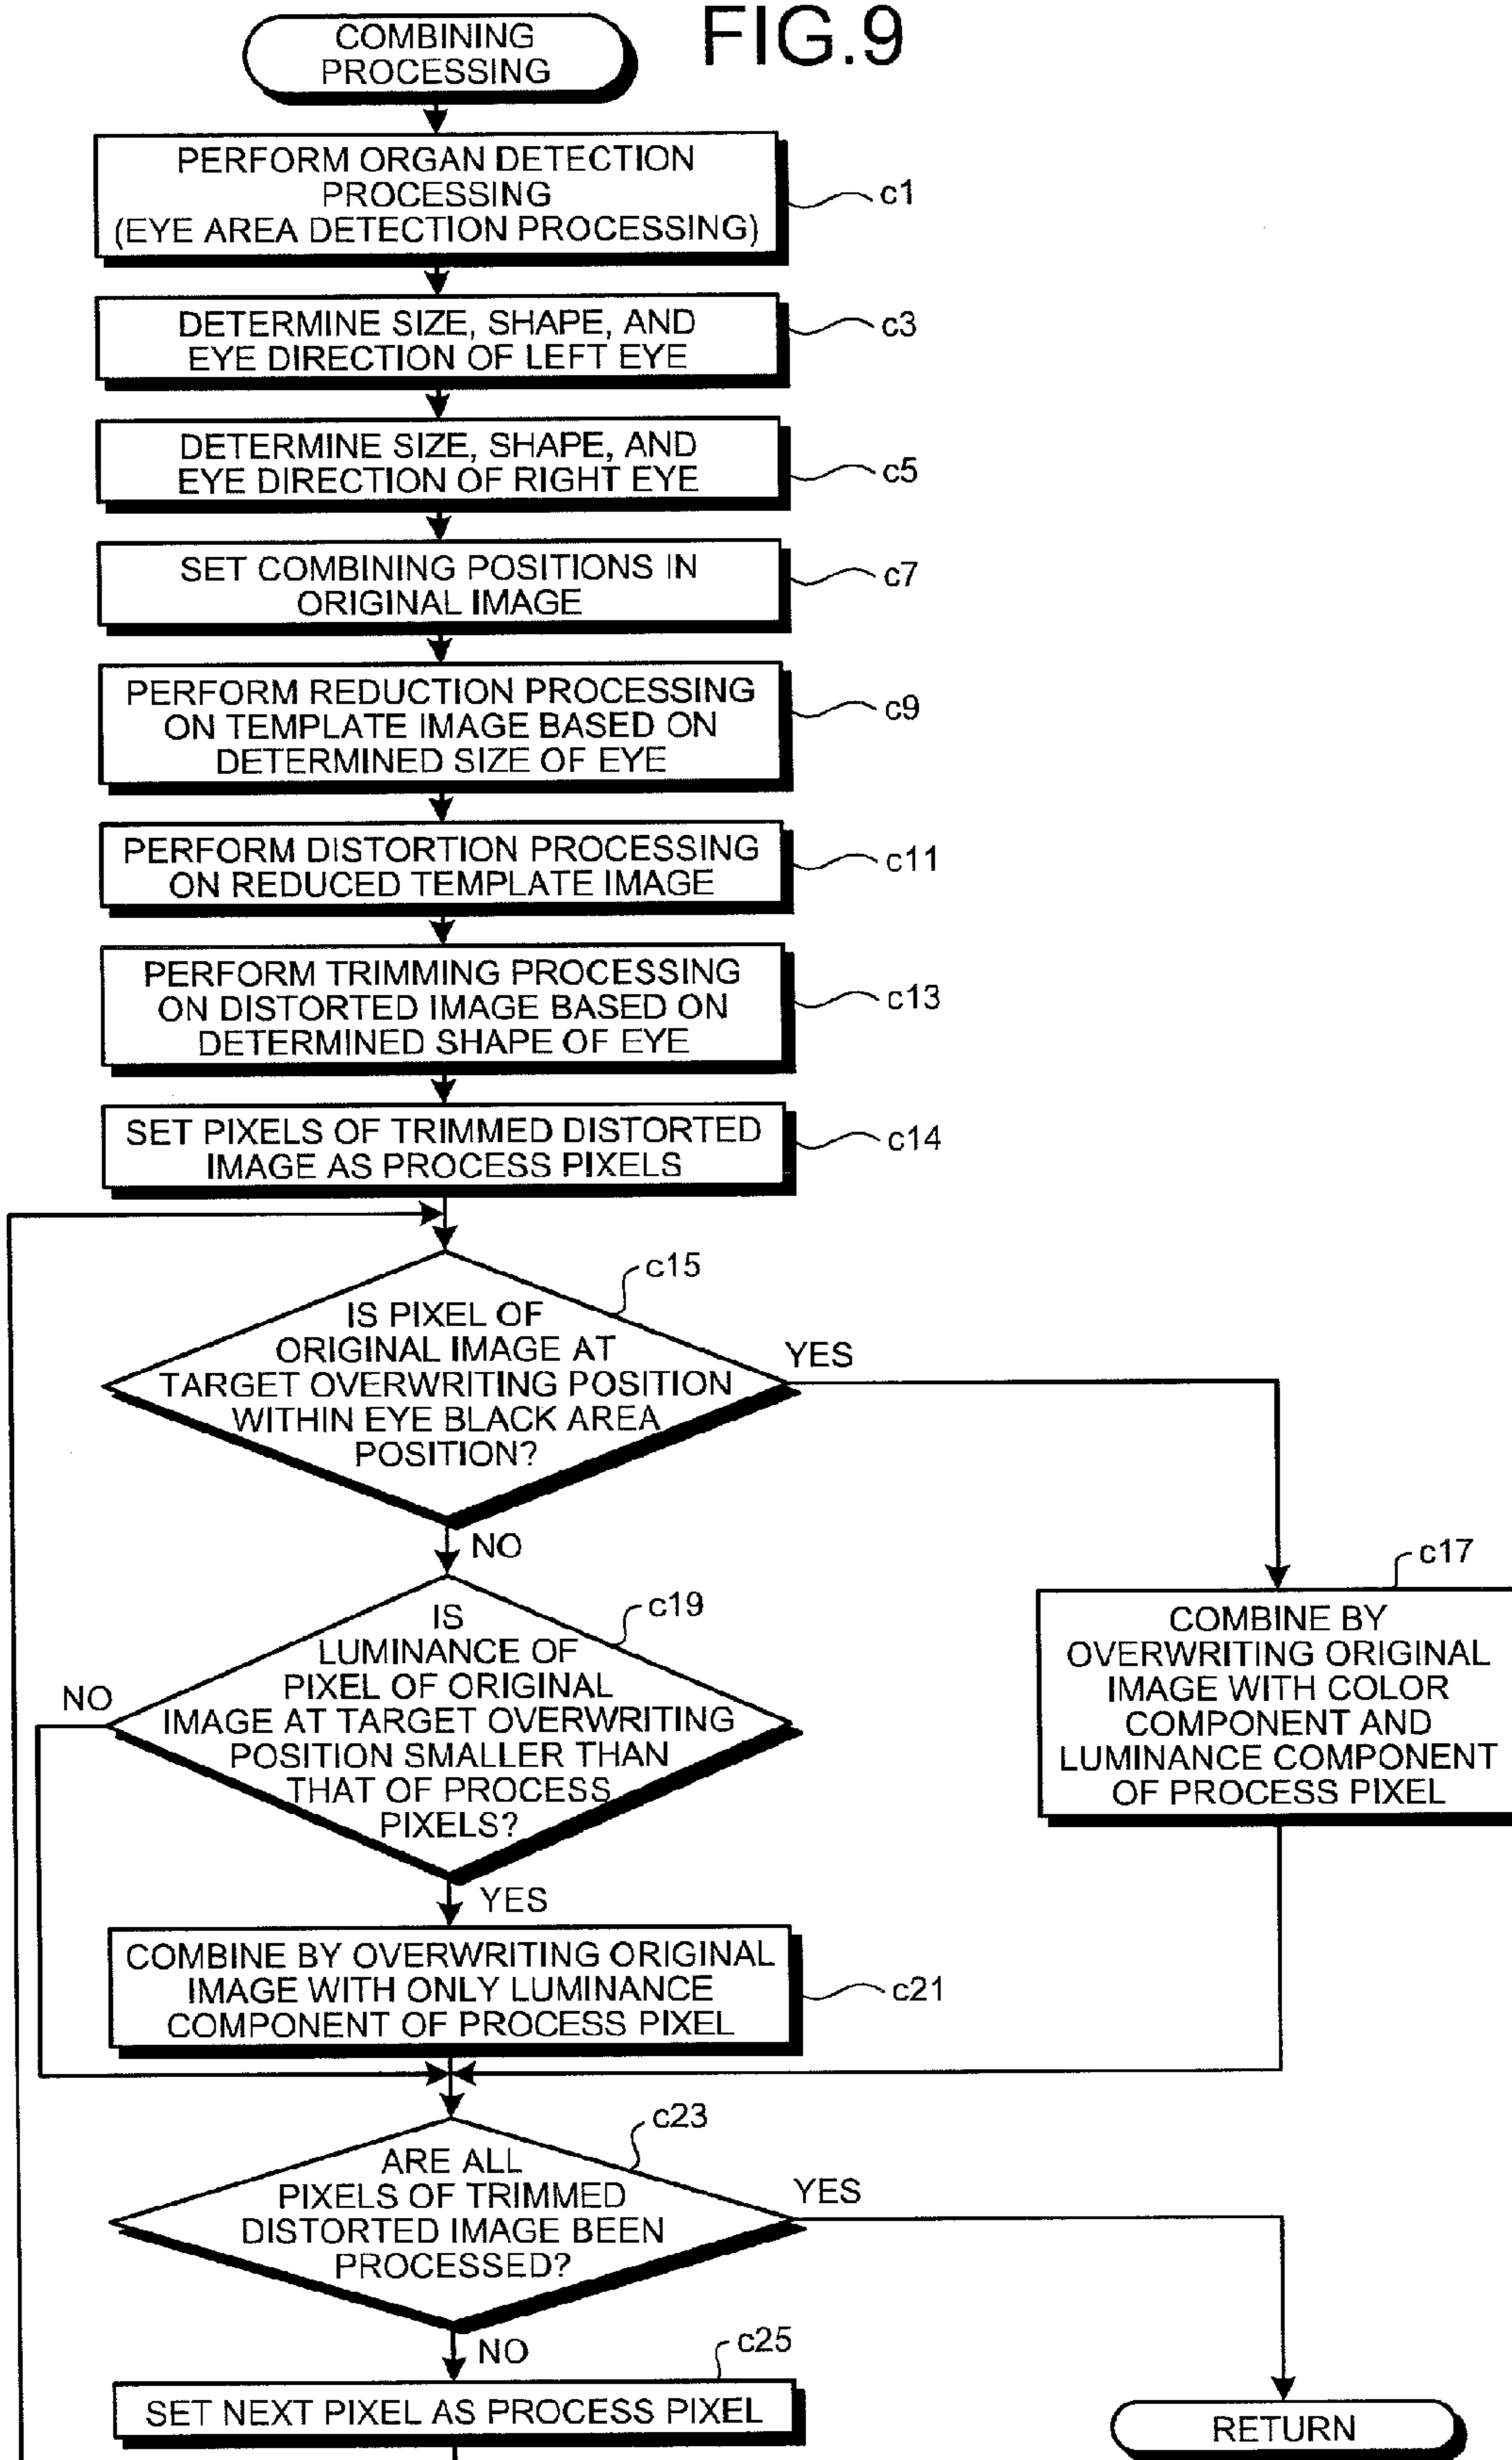 FIG.9
COMBINING
PROCESSING
PERFORM ORGAN DETECTION
PROCESSING
(EYE AREA DETECTION PROCESSING)
c1
DETERMINE SIZE, SHAPE, AND
EYE DIRECTION OF LEFT EYE
c3
DETERMINE SIZE, SHAPE, AND
EYE DIRECTION OF RIGHT EYE
c5
SET COMBINING POSITIONS IN
ORIGINAL IMAGE
c7
PERFORM REDUCTION PROCESSING
ON TEMPLATE IMAGE BASED ON
DETERMINED SIZE OF EYE
c9
PERFORM DISTORTION PROCESSING
ON REDUCED TEMPLATE IMAGE
c11
PERFORM TRIMMING PROCESSING
ON DISTORTED IMAGE BASED ON
DETERMINED SHAPE OF EYE
c13
SET PIXELS OF TRIMMED DISTORTED
IMAGE AS PROCESS PIXELS
c14
c15
IS PIXEL OF
ORIGINAL IMAGE AT
TARGET OVERWRITING POSITION
WITHIN EYE BLACK AREA
POSITION?
YES
NO
c17
COMBINE BY
OVERWRITING ORIGINAL
IMAGE WITH COLOR
COMPONENT AND
LUMINANCE COMPONENT
OF PROCESS PIXEL
c19
IS
LUMINANCE OF
PIXEL OF ORIGINAL
IMAGE AT TARGET OVERWRITING
POSITION SMALLER THAN
THAT OF PROCESS
PIXELS?
NO
YES
COMBINE BY OVERWRITING ORIGINAL
IMAGE WITH ONLY LUMINANCE
COMPONENT OF PROCESS PIXEL
c21
c23
ARE ALL
PIXELS OF TRIMMED
DISTORTED IMAGE BEEN
PROCESSED?
YES
NO
c25
SET NEXT PIXEL AS PROCESS PIXEL
RETURN